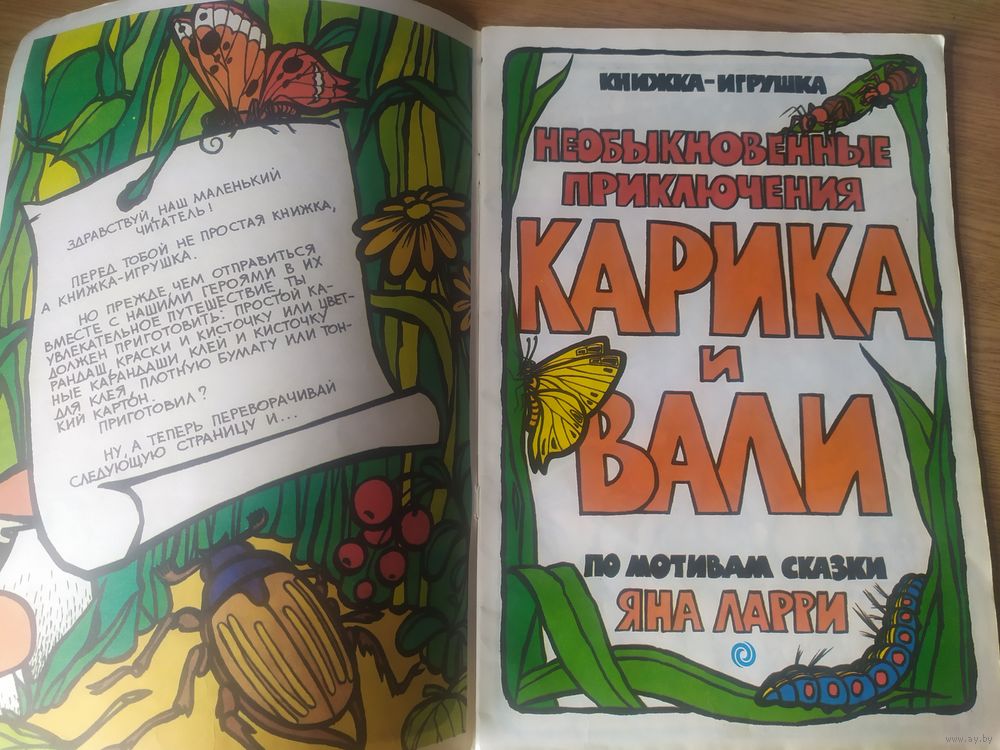 ЗДРАВСТВУЙ, НАШ МАЛЕНЬКИЙ
ЧИТАТЕЛЬ!
ПЕРЕД ТОБОЙ НЕ ПРОСТАЯ КНИЖКА,
А КНИЖКА-ИГРУШКА.
НО ПРЕЖДЕ ЧЕМ ОТПРАВИТЬСЯ
ВМЕСТЕ С НАШИМИ ГЕРОЯМИ В ИХ
УВЛЕКАТЕЛЬНОЕ ПУТЕШЕСТВИЕ, ТЫ
ДОЛЖЕН ПРИГОТОВИТЬ: ПРОСТОЙ КА-
РАНДАШ, КРАСКИ И КИСТОЧКУ ИЛИ ЦВЕТ-
НЫЕ КАРАНДАШИ, КЛЕЙ И КИСТОЧКУ
ДЛЯ КЛЕЯ, ПЛОТНУЮ БУМАГУ ИЛИ ТОН-
КИЙ КАРТОН.
ПРИГОТОВИЛ?
НУ, А ТЕПЕРЬ ПЕРЕВОРАЧИВАЙ
СЛЕДУЮЩУЮ СТРАНИЦУ И...
КНИЖКА-ИГРУШКА
НЕОБЫКНОВЕННЫЕ
ПРИКЛЮЧЕНИЯ
КАРИКА
И
ВАЛИ
ПО МОТИВАМ СКАЗКИ
ЯНА ЛАРРИ
www.ay.by